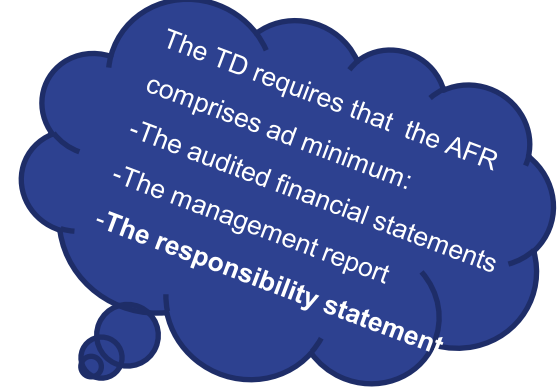 The TD requires that the AFR
comprises ad minimum:
-The audited financial statements
-The management report
-The responsibility statement